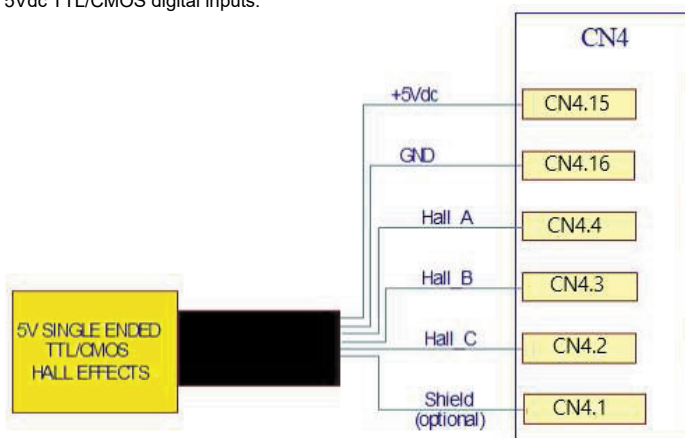 5Vdc TTL/CMOS digital inputs.
CN4
+5Vdc
CN4.15
GND
CN4.16
Hall_A
CN4.4
Hall_B
CN4.3
Hall_C
CN4.2
Shield
(optional)
CN4.1
5V SINGLE ENDED
TTL/CMOS
HALL EFFECTS